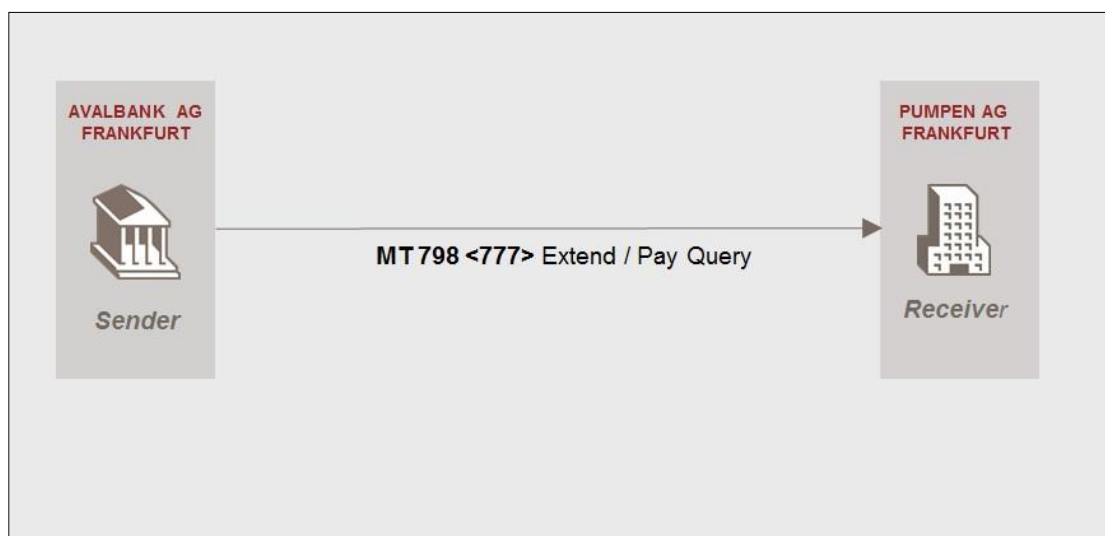 AVALBANK AG
FRANKFURT
Sender
MT 798 <777> Extend / Pay Query
PUMPEN AG
FRANKFURT
Receiver